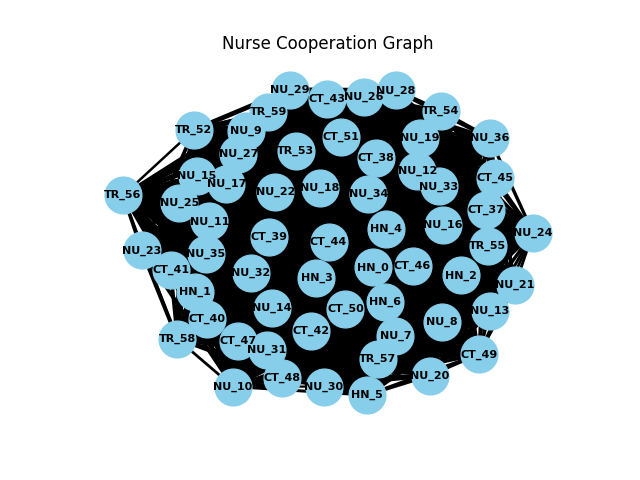 Nurse Cooperation Graph
NU_29
CT_43
NU_26
NU_28
TR_59
TR_54
TR_52
NU_9
CT_51
NU_19
NU_36
NU_27
TR_53
CT_38
NU_15
NU_17
NU_12
CT_45
NU_33
TR_56
NU_25
NU_22
NU_18
NU_34
CT_37
NU_11
HN_4
NU_16
NU_24
CT_39
CT_44
TR_55
NU_23
NU_35
CT_41
NU_32
HN_3
HN_0
CT_46
HN_2
NU_21
HN_1
NU_14
CT_50
HN_6
NU_13
CT_40
CT_42
NU_7
NU_8
TR_58
CT_47
NU_31
TR_57
CT_49
NU_10
CT_48
NU_30
HN_5
NU_20